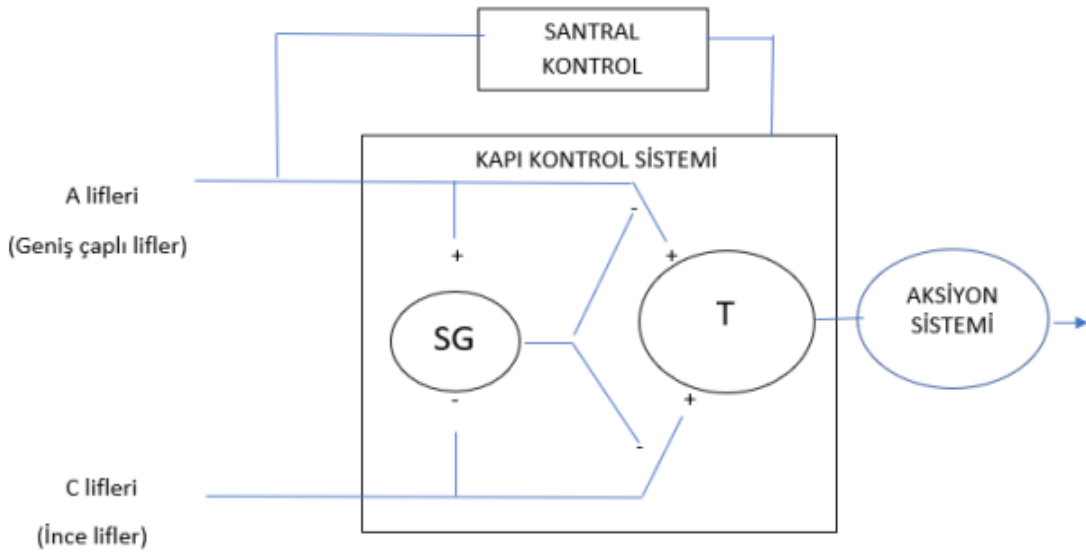 SANTRAL
KONTROL
KAPI KONTROL SİSTEMİ
A lifleri
(Geniş çaplı lifler)
-
+
+
SG
T
AKSİYON
SİSTEMİ
-
+
-
C lifleri
(İnce lifler)